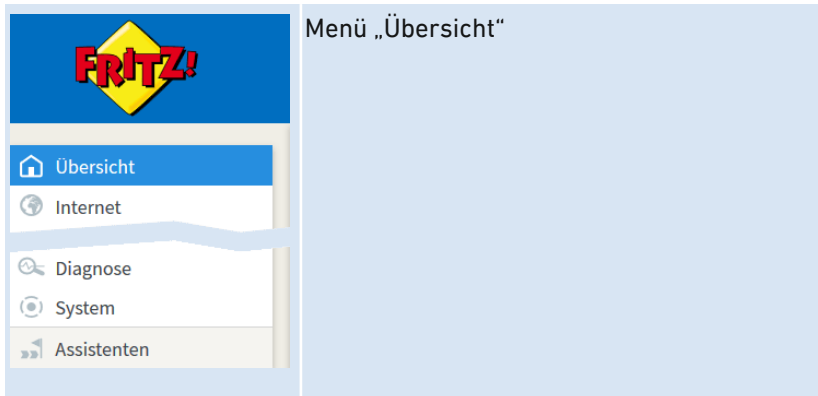 FRITZ!
Übersicht
Internet
Diagnose
System
Assistenten
Menü „Übersicht“